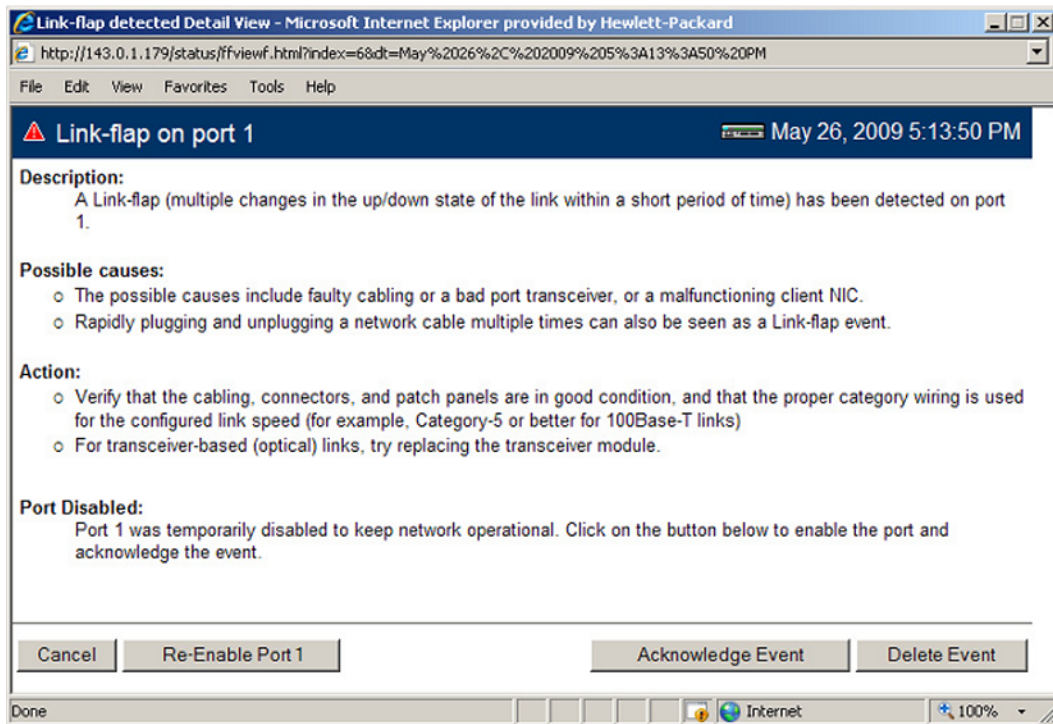 Link-flap detected Detail View - Microsoft Internet Explorer provided by Hewlett-Packard
http://143.0.1.179/status/ffviewf.html?index=6&dt=May%2026%2C%202009%205%3A13%3A50%20PM
File Edit View Favorites Tools Help
Link-flap on port 1 May 26, 2009 5:13:50 PM
Description:
A Link-flap (multiple changes in the up/down state of the link within a short period of time) has been detected on port
1.
Possible causes:
o The possible causes include faulty cabling or a bad port transceiver, or a malfunctioning client NIC.
o Rapidly plugging and unplugging a network cable multiple times can also be seen as a Link-flap event.
Action:
o Verify that the cabling, connectors, and patch panels are in good condition, and that the proper category wiring is used
for the configured link speed (for example, Category-5 or better for 100Base-T links)
o For transceiver-based (optical) links, try replacing the transceiver module.
Port Disabled:
Port 1 was temporarily disabled to keep network operational. Click on the button below to enable the port and
acknowledge the event.
Cancel Re-Enable Port 1 Acknowledge Event Delete Event
Done Internet 100%